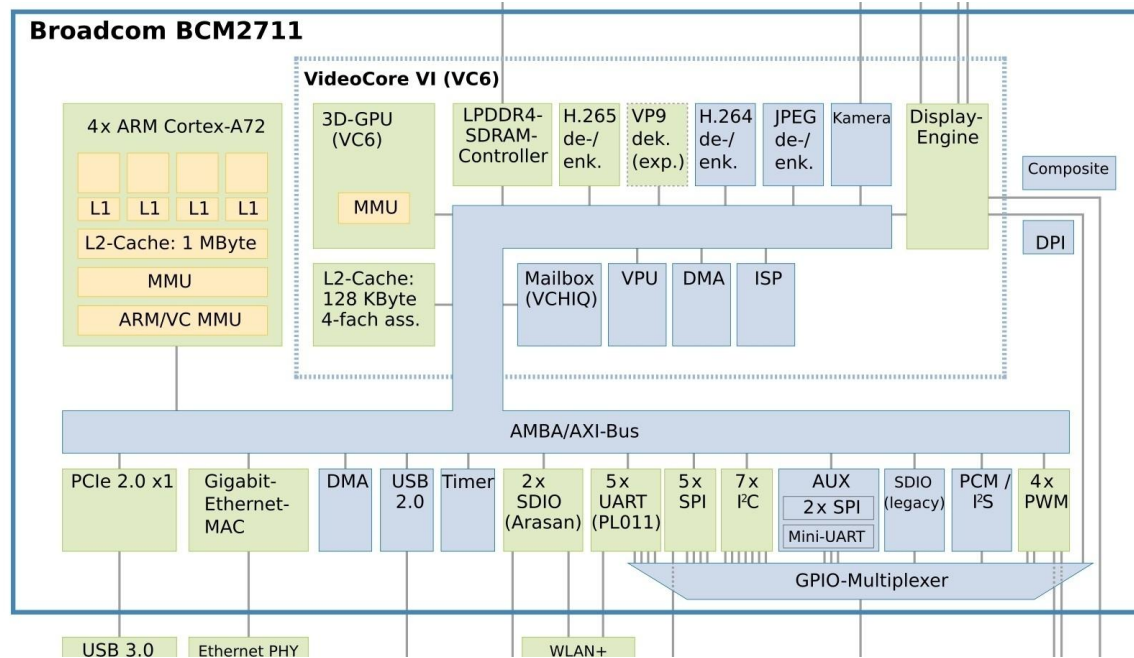 Broadcom BCM2711
VideoCore VI (VC6)
4x ARM Cortex-A72
L1
L1
L1
L1
L2-Cache: 1 MByte
MMU
ARM/VC MMU
3D-GPU
(VC6)
MMU
LPDDR4-
SDRAM-
Controller
H.265
de-/
enk.
VP9
dek.
(exp.)
H.264
de-/
enk.
JPEG
de-/
enk.
Kamera
Display-
Engine
Composite
DPI
L2-Cache:
128 KByte
4-fach ass.
Mailbox
(VCHIQ)
VPU
DMA
ISP
AMBA/AXI-Bus
PCIe 2.0 x1
Gigabit-
Ethernet-
MAC
DMA
USB
2.0
Timer
2x
SDIO
(Arasan)
5x
UART
(PL011)
5x
SPI
7x
I²C
AUX
2x SPI
Mini-UART
SDIO
(legacy)
PCM /
I²S
4x
PWM
GPIO-Multiplexer
USB 3.0
Ethernet PHY
WLAN+